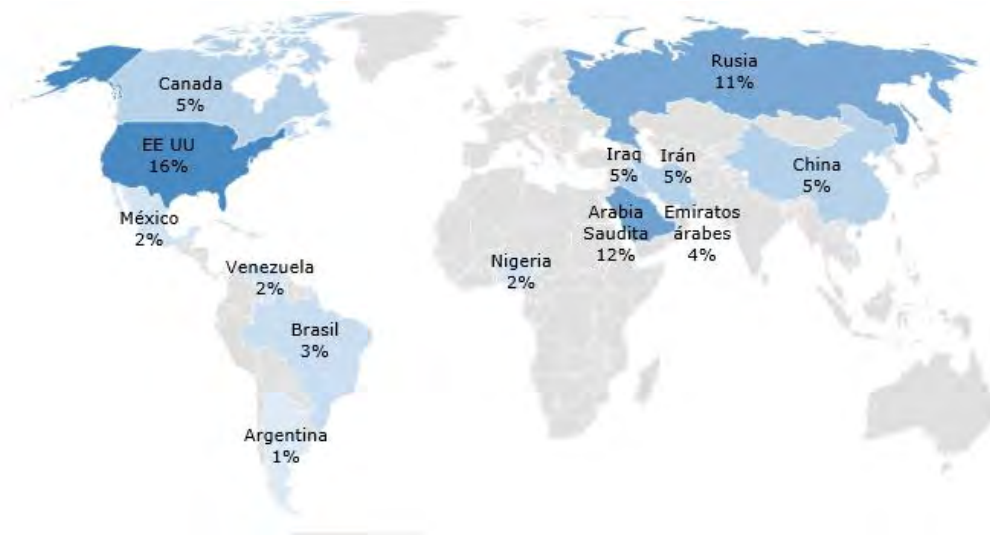 Canada
5%
EE UU
16%
México
2%
Venezuela
2%
Brasil
3%
Argentina
1%
Rusia
11%
Iraq
5%
Irán
5%
China
5%
Arabia
Saudita
12%
Emiratos
árabes
4%
Nigeria
2%